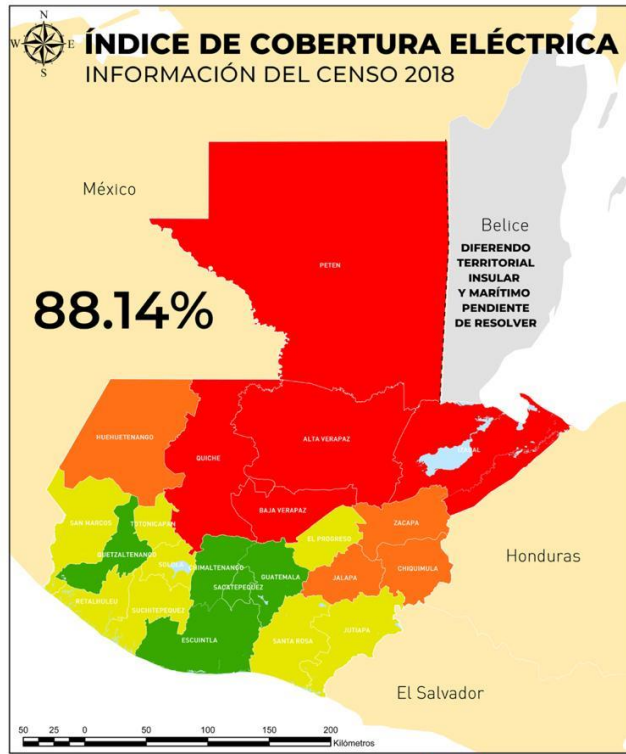 N
W E
S
ÍNDICE DE COBERTURA ELÉCTRICA
INFORMACIÓN DEL CENSO 2018
México
Belice
DIFERENDO
TERRITORIAL
INSULAR
Y MARÍTIMO
PENDIENTE
DE RESOLVER
PETEN
88.14%
HUEHUETENANGO
QUICHE
ALTA VERAPAZ
BAJA VERAPAZ
ZACAPA
SAN MARCOS
TOTONICAPAN
EL PROGRESO
QUETZALTENANGO
SOLOLA
CHIMALTENANGO
GUATEMALA
Honduras
JALAPA
CHIQUIMULA
SACATEPEQUEZ
RETALHULEU
SUCHITEPEQUEZ
ESCUINTLA
SANTA ROSA
JUTIAPA
El Salvador
50 25 0 50 100 150 200
Kilómetros